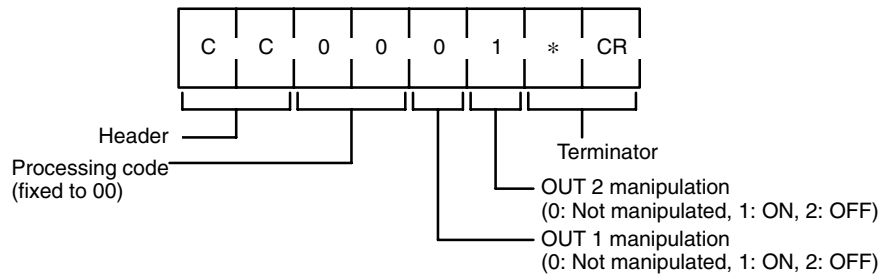 C C 0 0 0 1 * CR
Header
Processing code
(fixed to 00)
Terminator
OUT 2 manipulation
(0: Not manipulated, 1: ON, 2: OFF)
OUT 1 manipulation
(0: Not manipulated, 1: ON, 2: OFF)